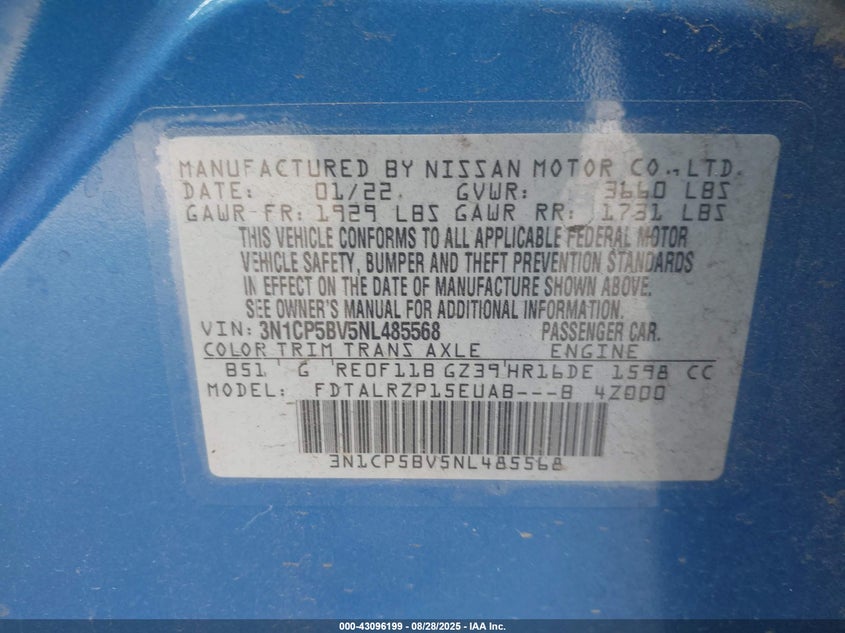 MANUFACTURED BY NISSAN MOTOR CO.,LTD.
DATE: 01/22 GVWR: 3660 LBS
GAWR-FR: 1929 LBS GAWR RR: 1731 LBS
THIS VEHICLE CONFORMS TO ALL APPLICABLE FEDERAL MOTOR
VEHICLE SAFETY, BUMPER AND THEFT PREVENTION STANDARDS
IN EFFECT ON THE DATE OF MANUFACTURE SHOWN ABOVE.
SEE OWNER'S MANUAL FOR ADDITIONAL INFORMATION.
VIN: 3N1CP5BV5NL485568 PASSENGER CAR.
COLOR TRIM TRANS AXLE ENGINE
B51 G RE0F11B GZ39 HR16DE 1598 CC
MODEL: FDTALRZP15EUAB---B 4Z000
3N1CP5BV5NL485568
000-43096199 - 08/28/2025 - IAA Inc.